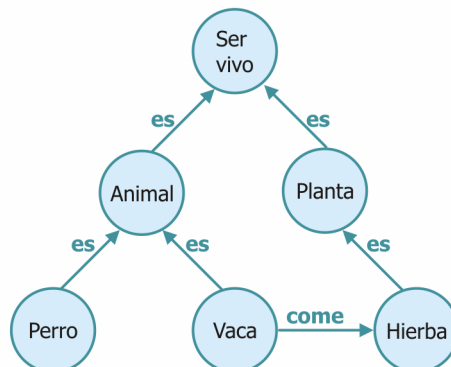 Ser
vivo
es
es
Animal
Planta
es
es
es
Perro
Vaca
come
Hierba